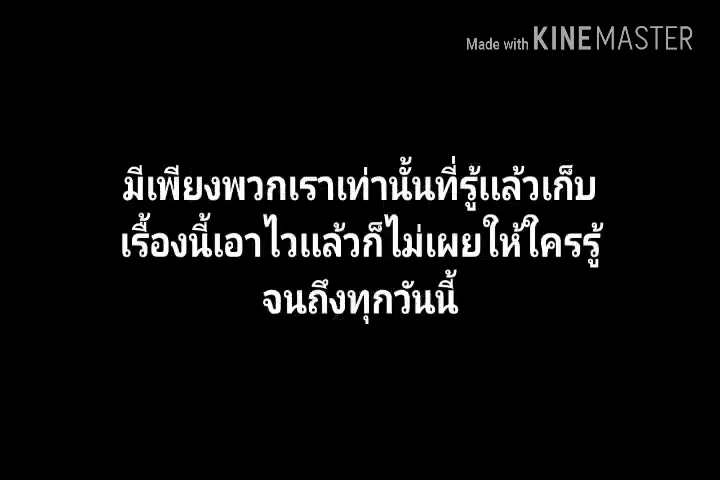 Made with KINEMASTER
มีเพียงพวกเราเท่านั้นที่รู้แล้วเก็บ
เรื่องนี้เอาไวแล้วก็ไม่เผยให้ใครรู้
จนถึงทุกวันนี้